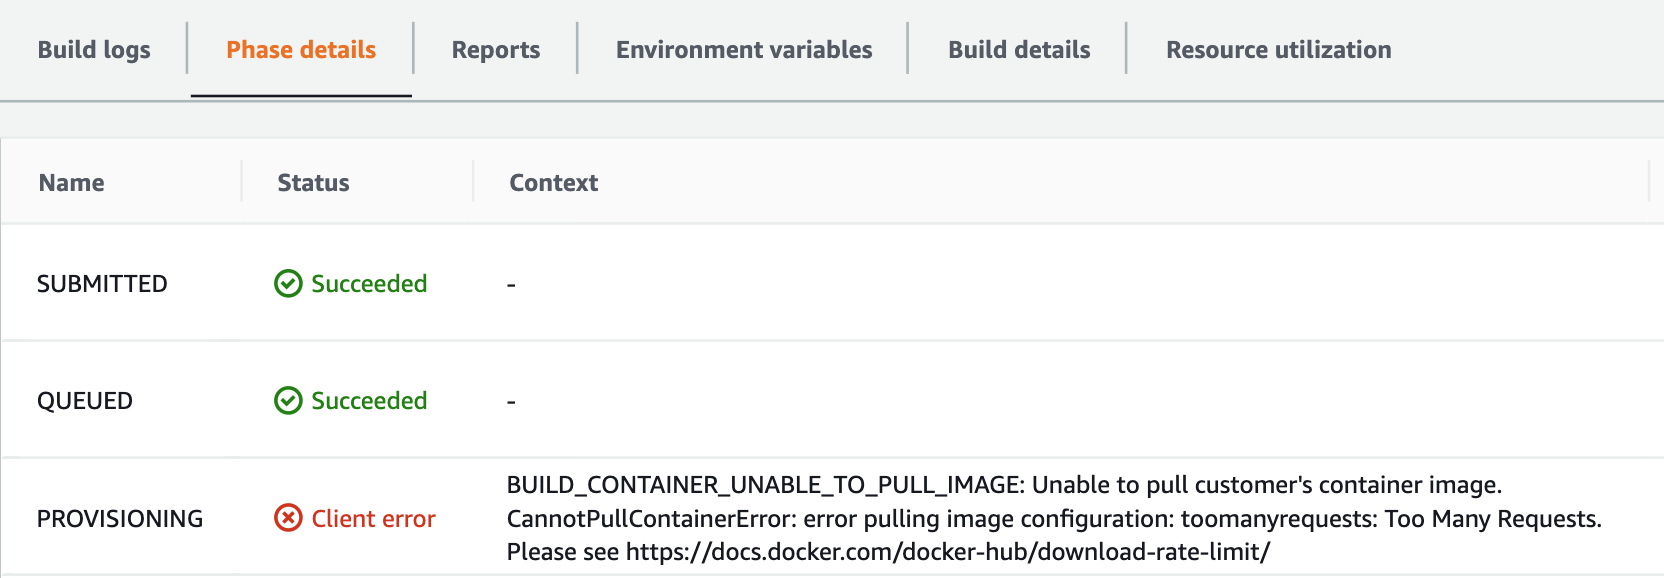 Build logs
Phase details
Reports
Environment variables
Build details
Resource utilization
Name
Status
Context
SUBMITTED
Succeeded
-
QUEUED
Succeeded
-
PROVISIONING
Client error
BUILD_CONTAINER_UNABLE_TO_PULL_IMAGE: Unable to pull customer's container image.
CannotPullContainerError: error pulling image configuration: toomanyrequests: Too Many Requests.
Please see https://docs.docker.com/docker-hub/download-rate-limit/